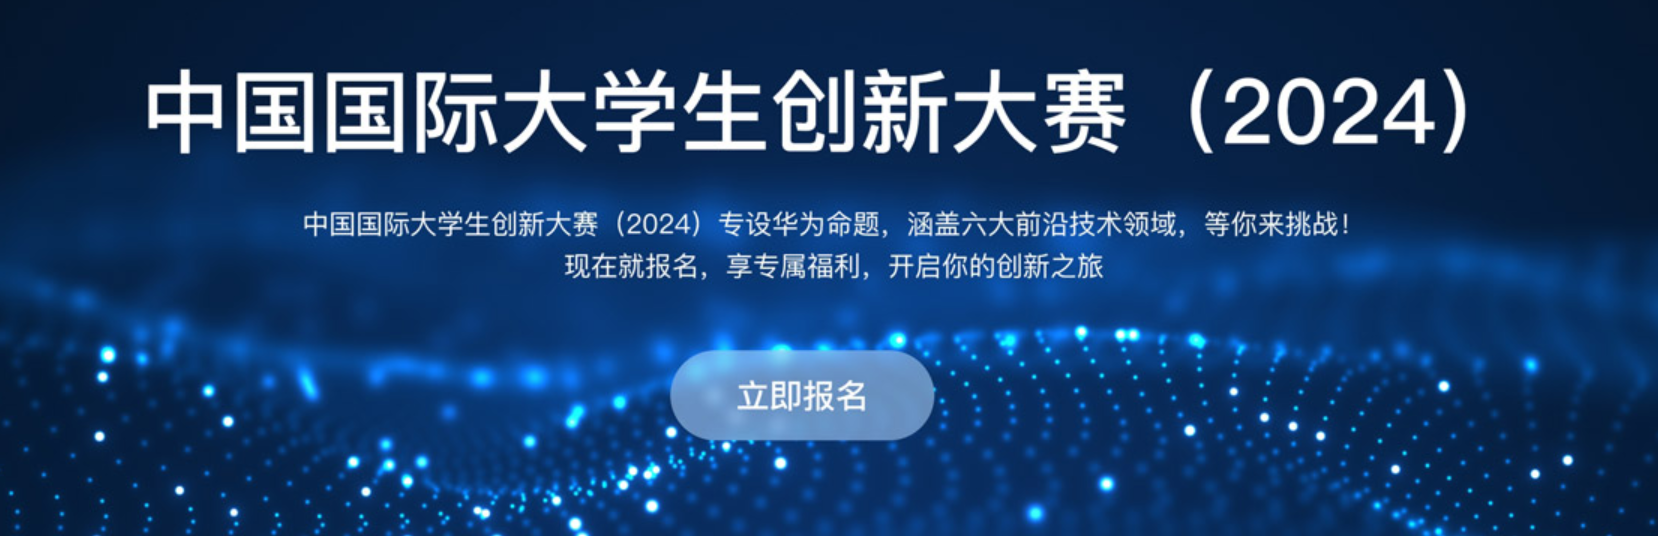 中国国际大学生创新大赛（2024）
中国国际大学生创新大赛（2024）专设华为命题，涵盖六大前沿技术领域，等你来挑战！
现在就报名，享专属福利，开启你的创新之旅
立即报名